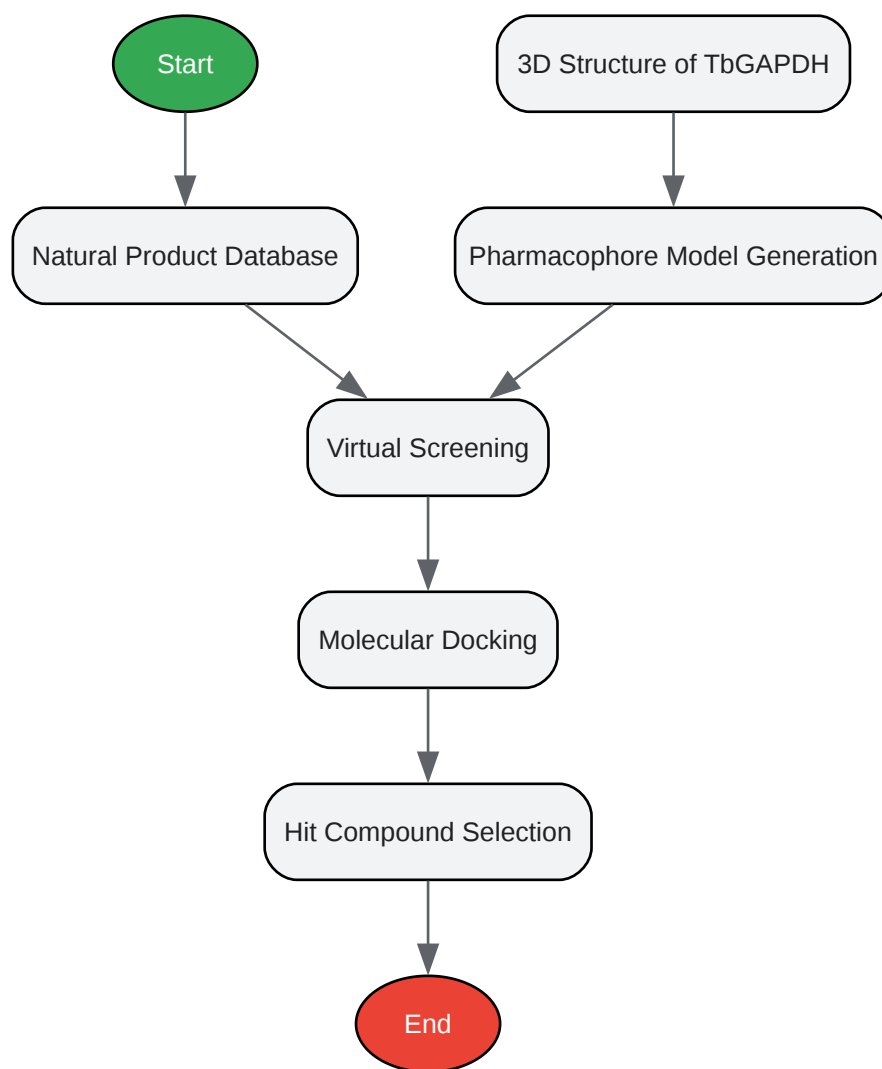 Start
3D Structure of TbGAPDH
Natural Product Database
Pharmacophore Model Generation
Virtual Screening
Molecular Docking
Hit Compound Selection
End